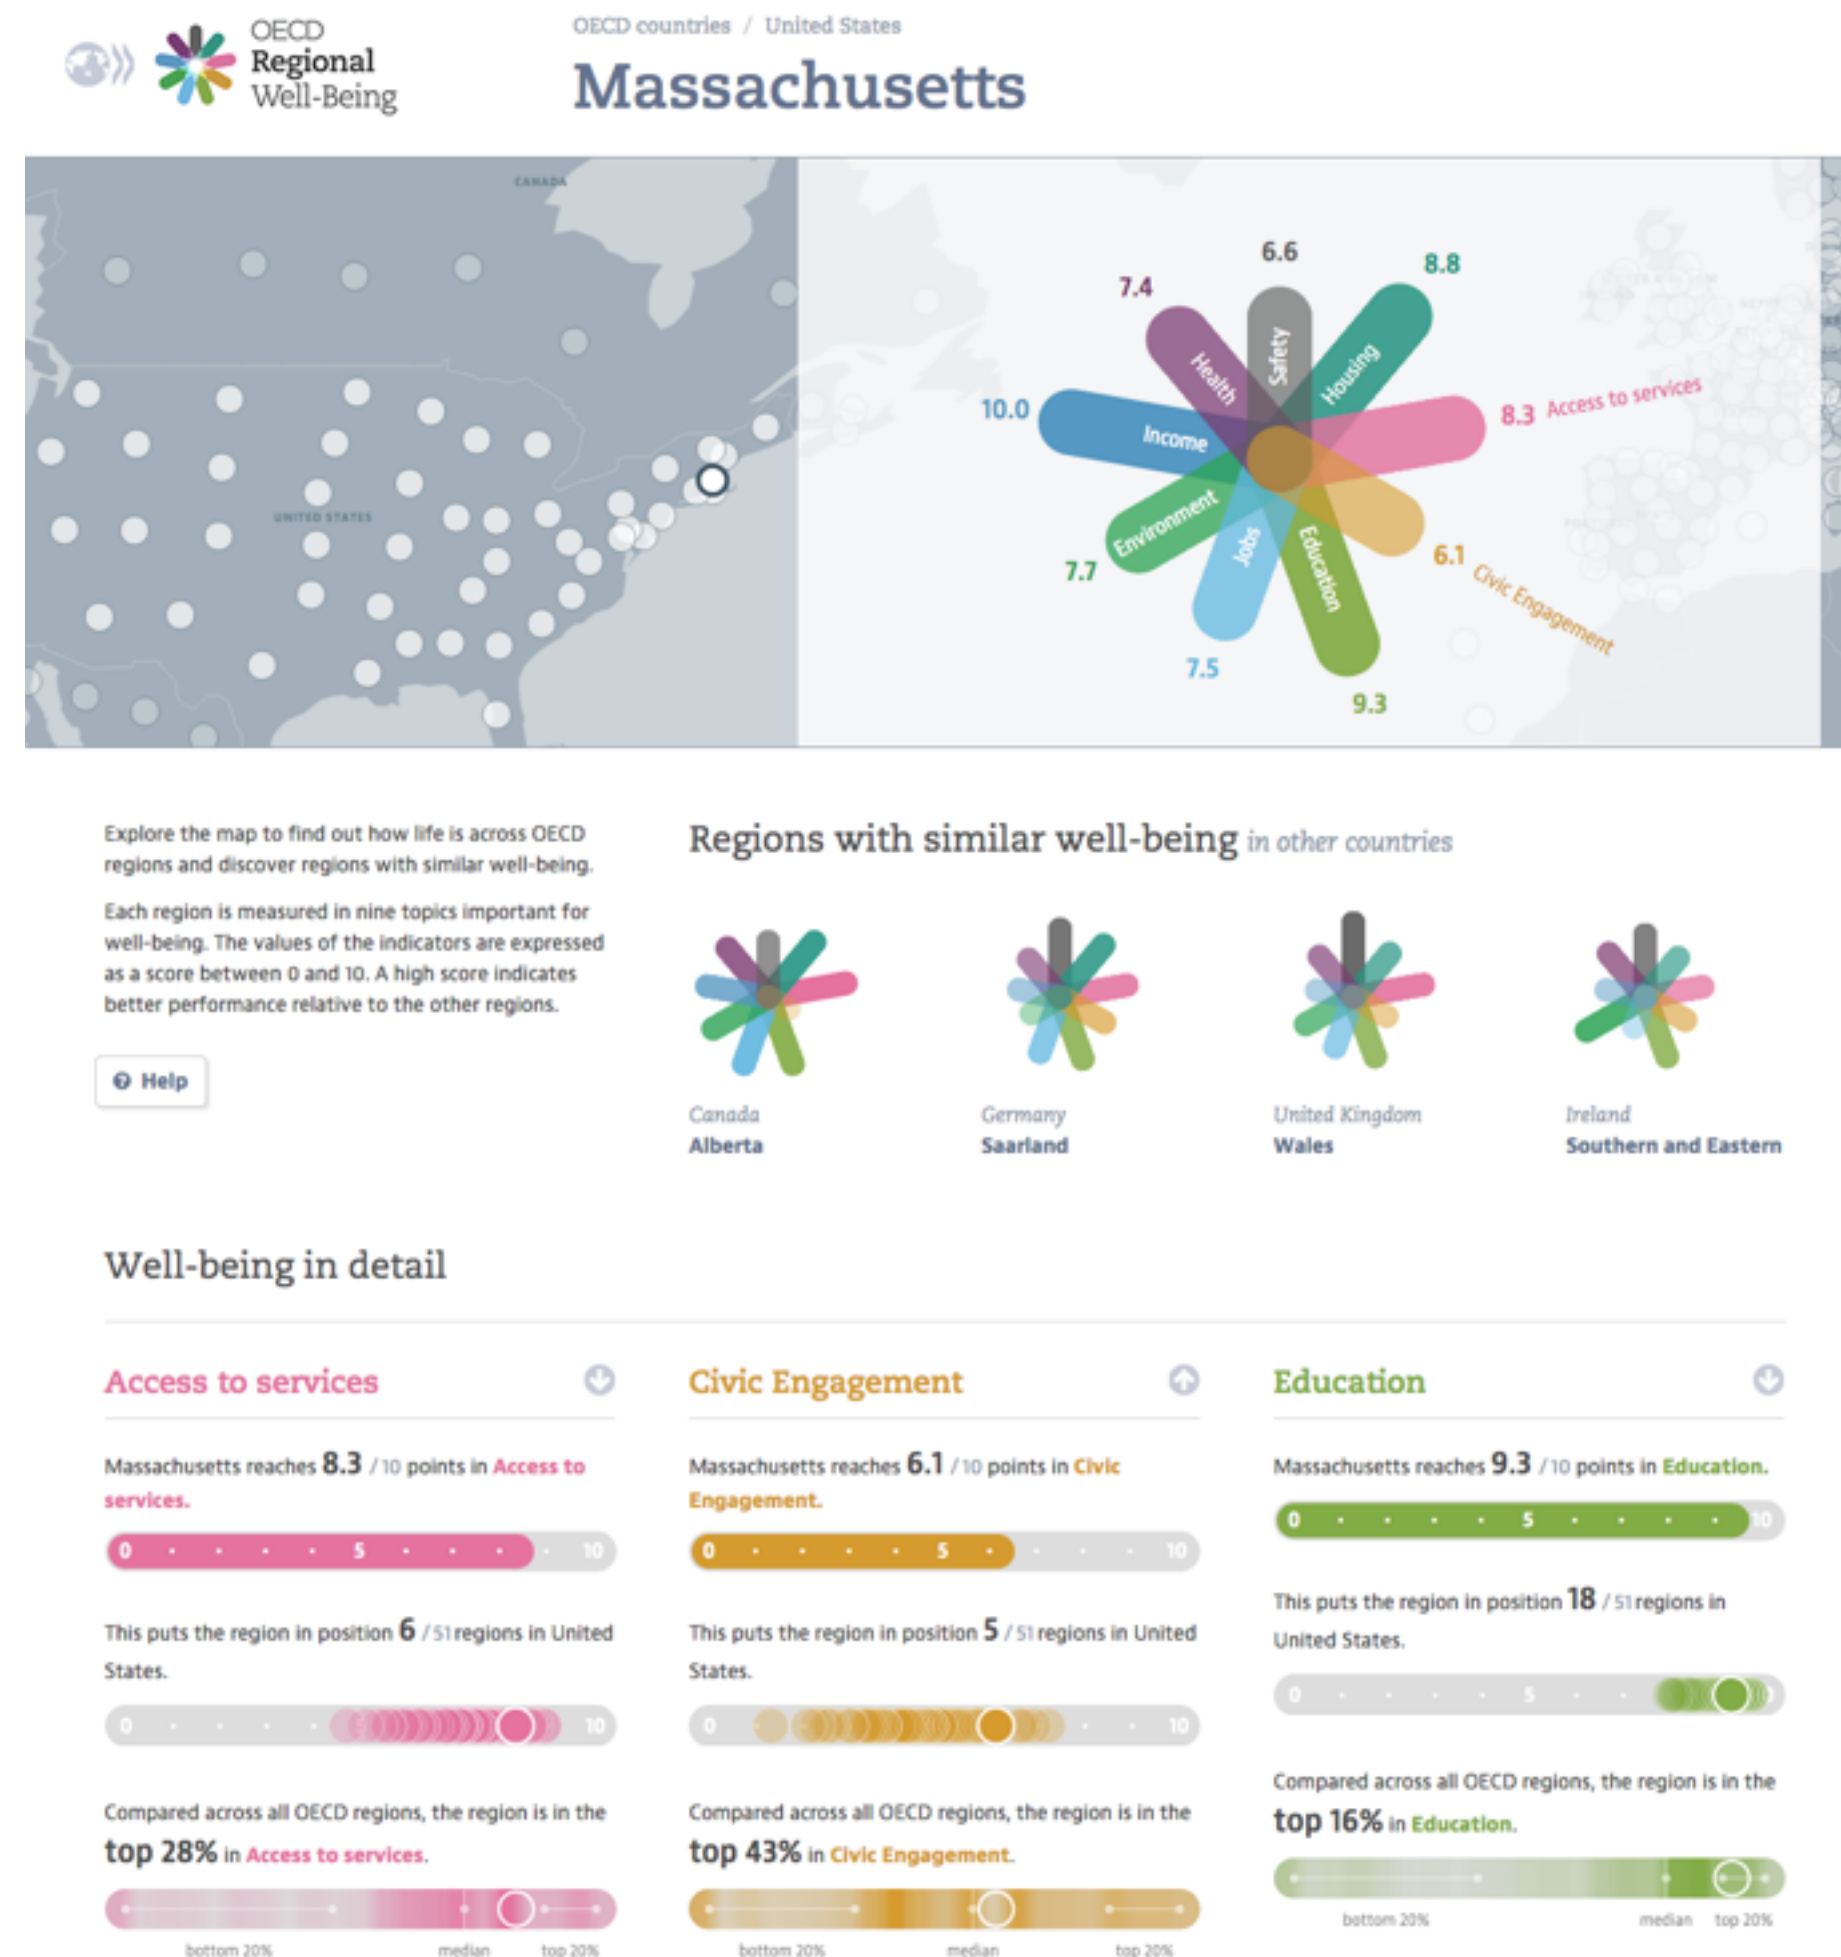 OECD
Regional
Well-Being
OECD countries / United States
Massachusetts
CANADA
UNITED STATES
6.6
8.8
7.4
10.0
8.3 Access to services
6.1 Civic Engagement
7.7
7.5
9.3
Safety
Housing
Health
Income
Environment
Jobs
Education
Explore the map to find out how life is across OECD
regions and discover regions with similar well-being.
Each region is measured in nine topics important for
well-being. The values of the indicators are expressed
as a score between 0 and 10. A high score indicates
better performance relative to the other regions.
Help
Regions with similar well-being in other countries
Canada
Alberta
Germany
Saarland
United Kingdom
Wales
Ireland
Southern and Eastern
Well-being in detail
Access to services
Massachusetts reaches 8.3 /10 points in Access to
services.
0 5 10
This puts the region in position 6 / 51 regions in United
States.
0 10
Compared across all OECD regions, the region is in the
top 28% in Access to services.
bottom 20% median top 20%
Civic Engagement
Massachusetts reaches 6.1 /10 points in Civic
Engagement.
0 5 10
This puts the region in position 5 / 51 regions in United
States.
0 10
Compared across all OECD regions, the region is in the
top 43% in Civic Engagement.
bottom 20% median top 20%
Education
Massachusetts reaches 9.3 /10 points in Education.
0 5 10
This puts the region in position 18 / 51 regions in
United States.
0 5
Compared across all OECD regions, the region is in the
top 16% in Education.
bottom 20% median top 20%